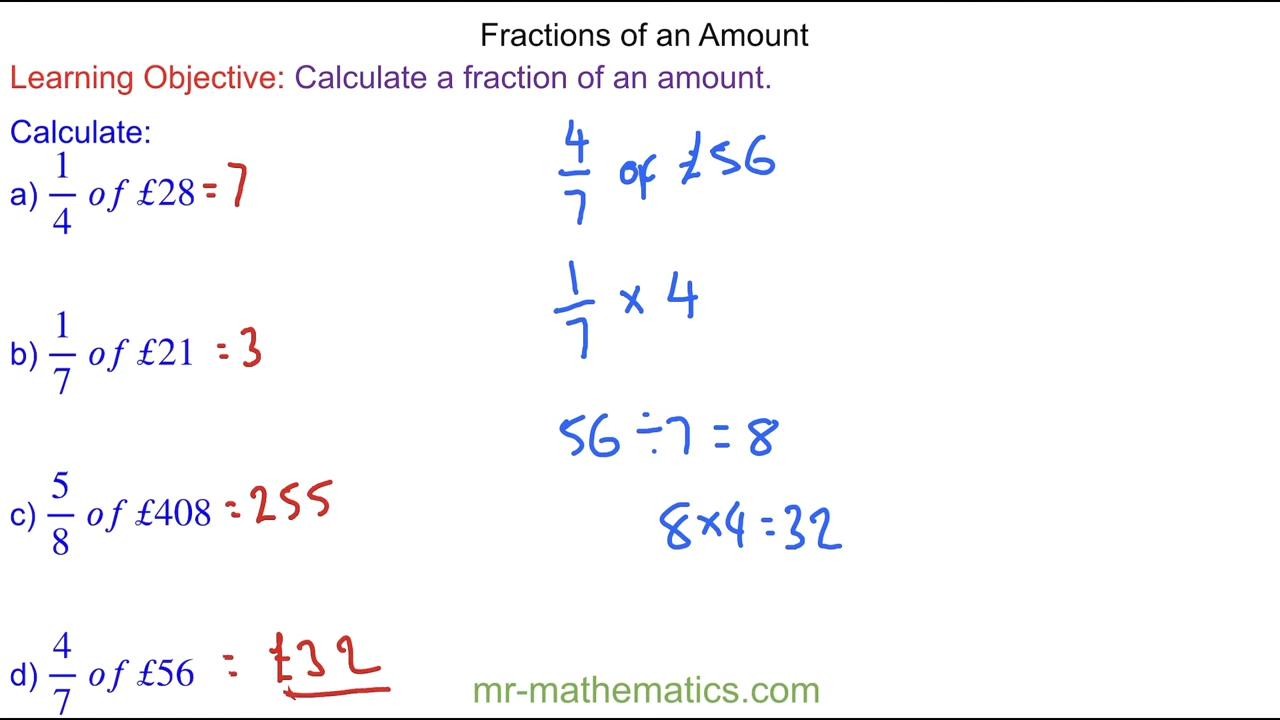 Fractions of an Amount
Learning Objective: Calculate a fraction of an amount.
Calculate:
a) 1/4 of £28 = 7
b) 1/7 of £21 = 3
c) 5/8 of £408 = 255
d) 4/7 of £56 = £32
4/7 of £56
1/7 × 4
56 ÷ 7 = 8
8 × 4 = 32
mr-mathematics.com